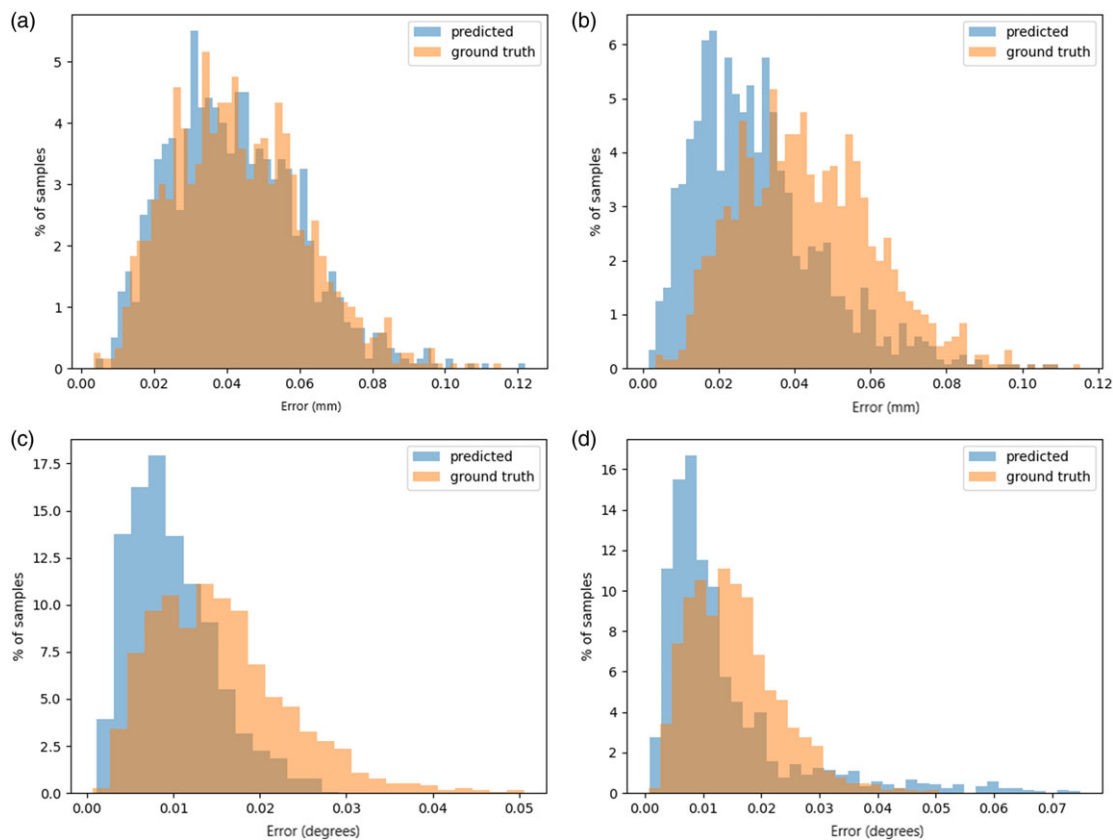 (a)
predicted
ground truth
% of samples
5
4
3
2
1
0
0.00 0.02 0.04 0.06 0.08 0.10 0.12
Error (mm)
(b)
predicted
ground truth
% of samples
6
5
4
3
2
1
0
0.00 0.02 0.04 0.06 0.08 0.10 0.12
Error (mm)
(c)
predicted
ground truth
% of samples
17.5
15.0
12.5
10.0
7.5
5.0
2.5
0.0
0.00 0.01 0.02 0.03 0.04 0.05
Error (degrees)
(d)
predicted
ground truth
% of samples
16
14
12
10
8
6
4
2
0
0.00 0.01 0.02 0.03 0.04 0.05 0.06 0.07
Error (degrees)